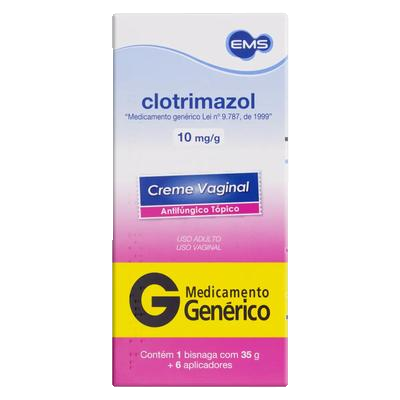 EMS
clotrimazol
"Medicamento genérico Lei nº 9.787, de 1999"
10 mg/g
Creme Vaginal
Antifúngico Tópico
USO ADULTO
USO VAGINAL
G Medicamento
Genérico
Contém 1 bisnaga com 35 g
+ 6 aplicadores